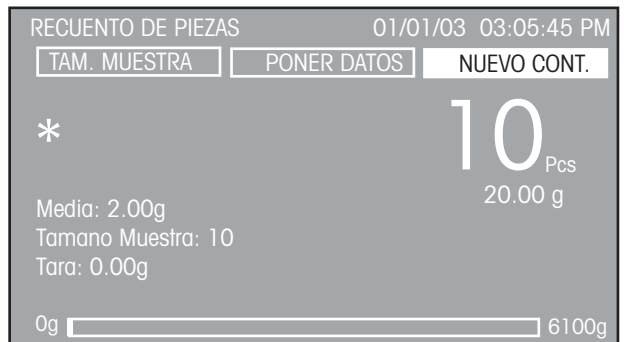 RECUENTO DE PIEZAS 01/01/03 03:05:45 PM
TAM. MUESTRA PONER DATOS NUEVO CONT.
* 10 Pcs
20.00 g
Media: 2.00g
Tamano Muestra: 10
Tara: 0.00g
0g 6100g